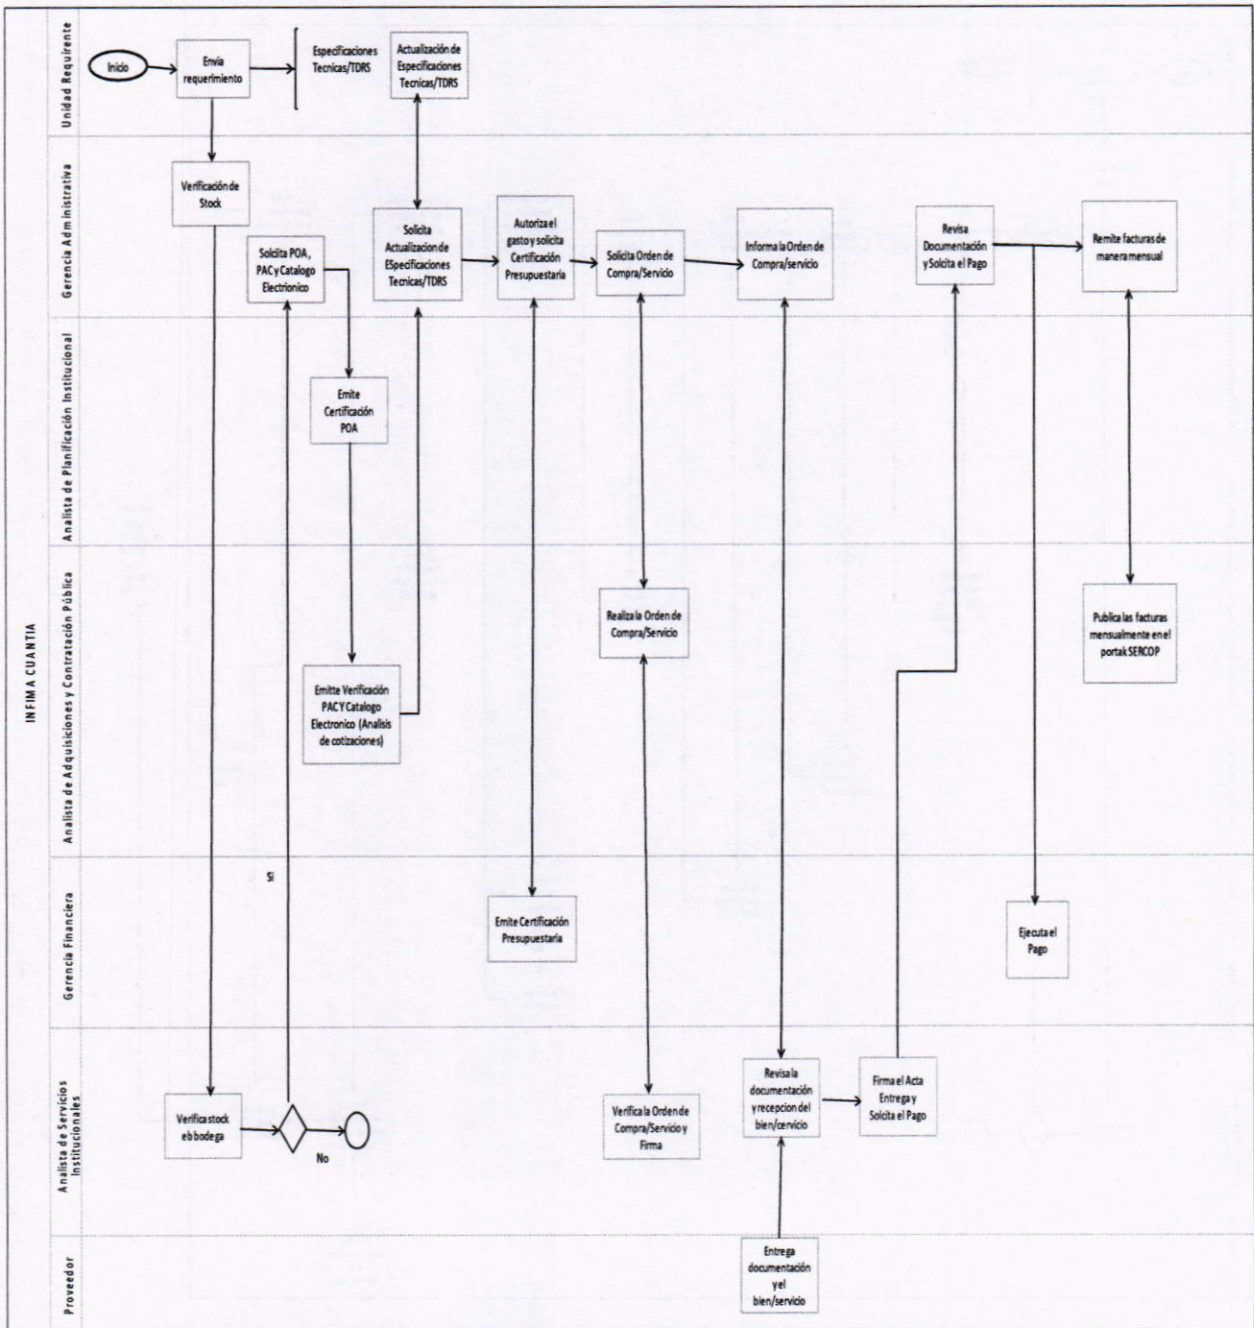 INFIMA CUANTIA
Unidad Requirente
Inicio
Envia
requerimiento
Especificaciones
Tecnicas/TDRS
Actualización de
Especificaciones
Tecnicas/TDRS
Gerencia Administrativa
Verificación de
Stock
Solicita POA,
PAC y Catalogo
Electrionico
Solicita
Actualizacion de
ESpecificaciones
Tecnicas/TDRS
Autoriza el
gasto y solicita
Certificación
Presupuestaria
Solicita Orden de
Compra/Servicio
Informa la Orden de
Compra/servicio
Revisa
Documentación
y Solcita el Pago
Remite facturas de
manera mensual
Analista de Planificación Institucional
Emite
Certificación
POA
Analista de Adquisiciones y Contratación Pública
Emitte Verificación
PAC Y Catalogo
Electronico (Analisis
de cotizaciones)
Realiza la Orden de
Compra/Servicio
Publica las facturas
mensualmente en el
portak SERCOP
Gerencia Financiera
Si
Emite Certificación
Presupuestaria
Ejecuta el
Pago
Analista de Servicios
Institucionales
Verifica stock
eb bodega
No
Verifica la Orden de
Compra/Servicio y
Firma
Revisa la
documentación
y recepcion del
bien/cervicio
Firma el Acta
Entrega y
Solicita el Pago
Proveedor
Entrega
documentación
y el
bien/servicio